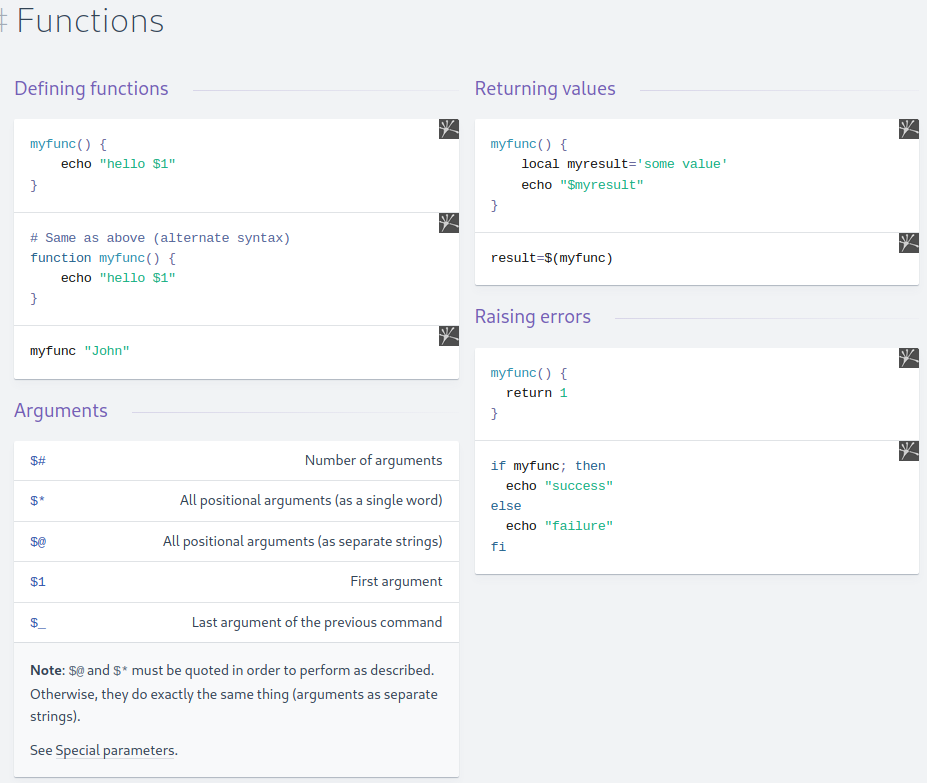 # Functions
Defining functions
myfunc() {
    echo "hello $1"
}
# Same as above (alternate syntax)
function myfunc() {
    echo "hello $1"
}
myfunc "John"
Arguments
$# Number of arguments
$* All positional arguments (as a single word)
$@ All positional arguments (as separate strings)
$1 First argument
$_ Last argument of the previous command
Note: $@ and $* must be quoted in order to perform as described.
Otherwise, they do exactly the same thing (arguments as separate
strings).
See Special parameters.
Returning values
myfunc() {
    local myresult='some value'
    echo "$myresult"
}
result=$(myfunc)
Raising errors
myfunc() {
  return 1
}
if myfunc; then
  echo "success"
else
  echo "failure"
fi